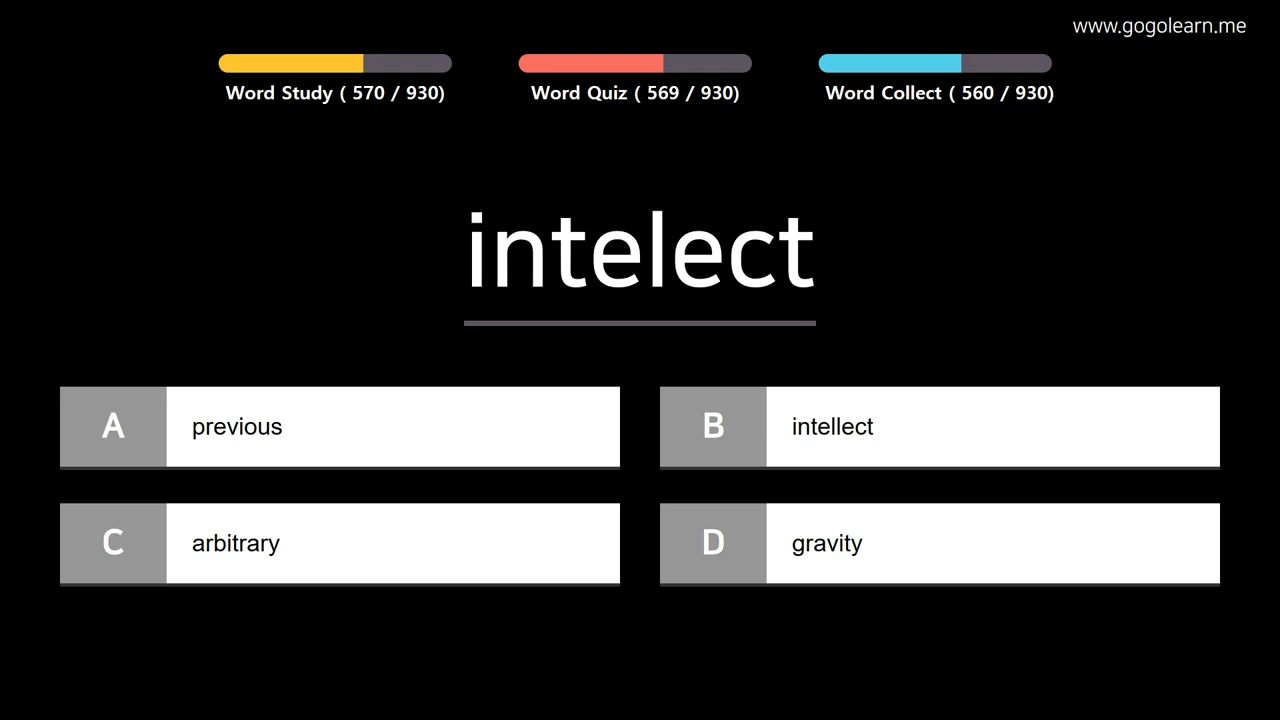 www.gogolearn.me
Word Study ( 570 / 930)
Word Quiz ( 569 / 930)
Word Collect ( 560 / 930)
intelect
A previous
B intellect
C arbitrary
D gravity